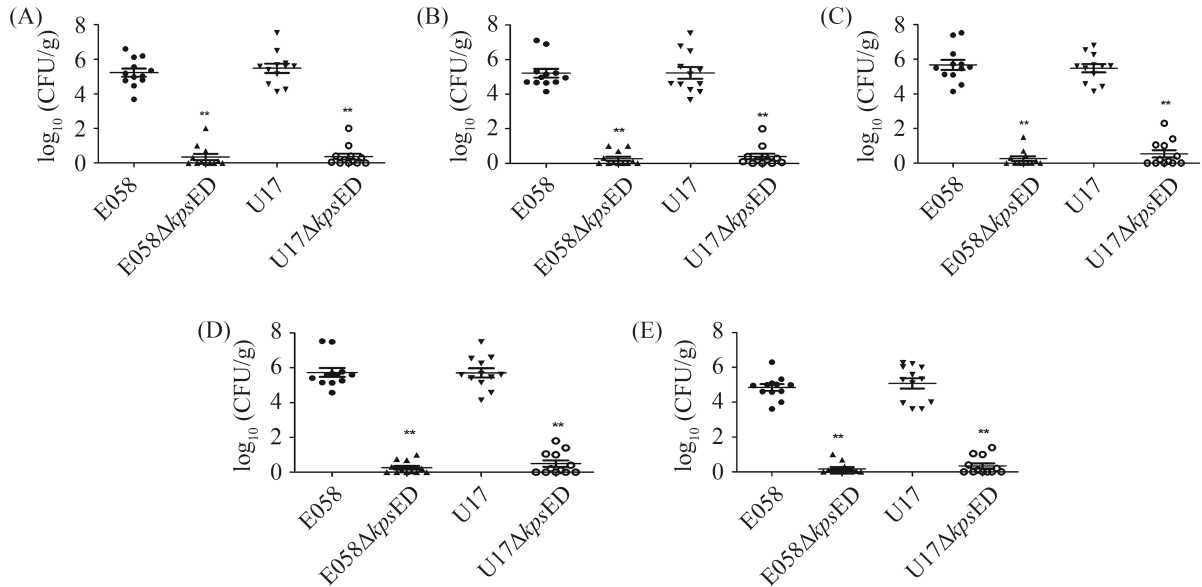 (A)
log10 (CFU/g)
8
6
4
2
0
**
**
E058
E058ΔkpsED
U17
U17ΔkpsED
(B)
log10 (CFU/g)
8
6
4
2
0
**
**
E058
E058ΔkpsED
U17
U17ΔkpsED
(C)
log10 (CFU/g)
8
6
4
2
0
**
**
E058
E058ΔkpsED
U17
U17ΔkpsED
(D)
log10 (CFU/g)
8
6
4
2
0
**
**
E058
E058ΔkpsED
U17
U17ΔkpsED
(E)
log10 (CFU/g)
8
6
4
2
0
**
**
E058
E058ΔkpsED
U17
U17ΔkpsED